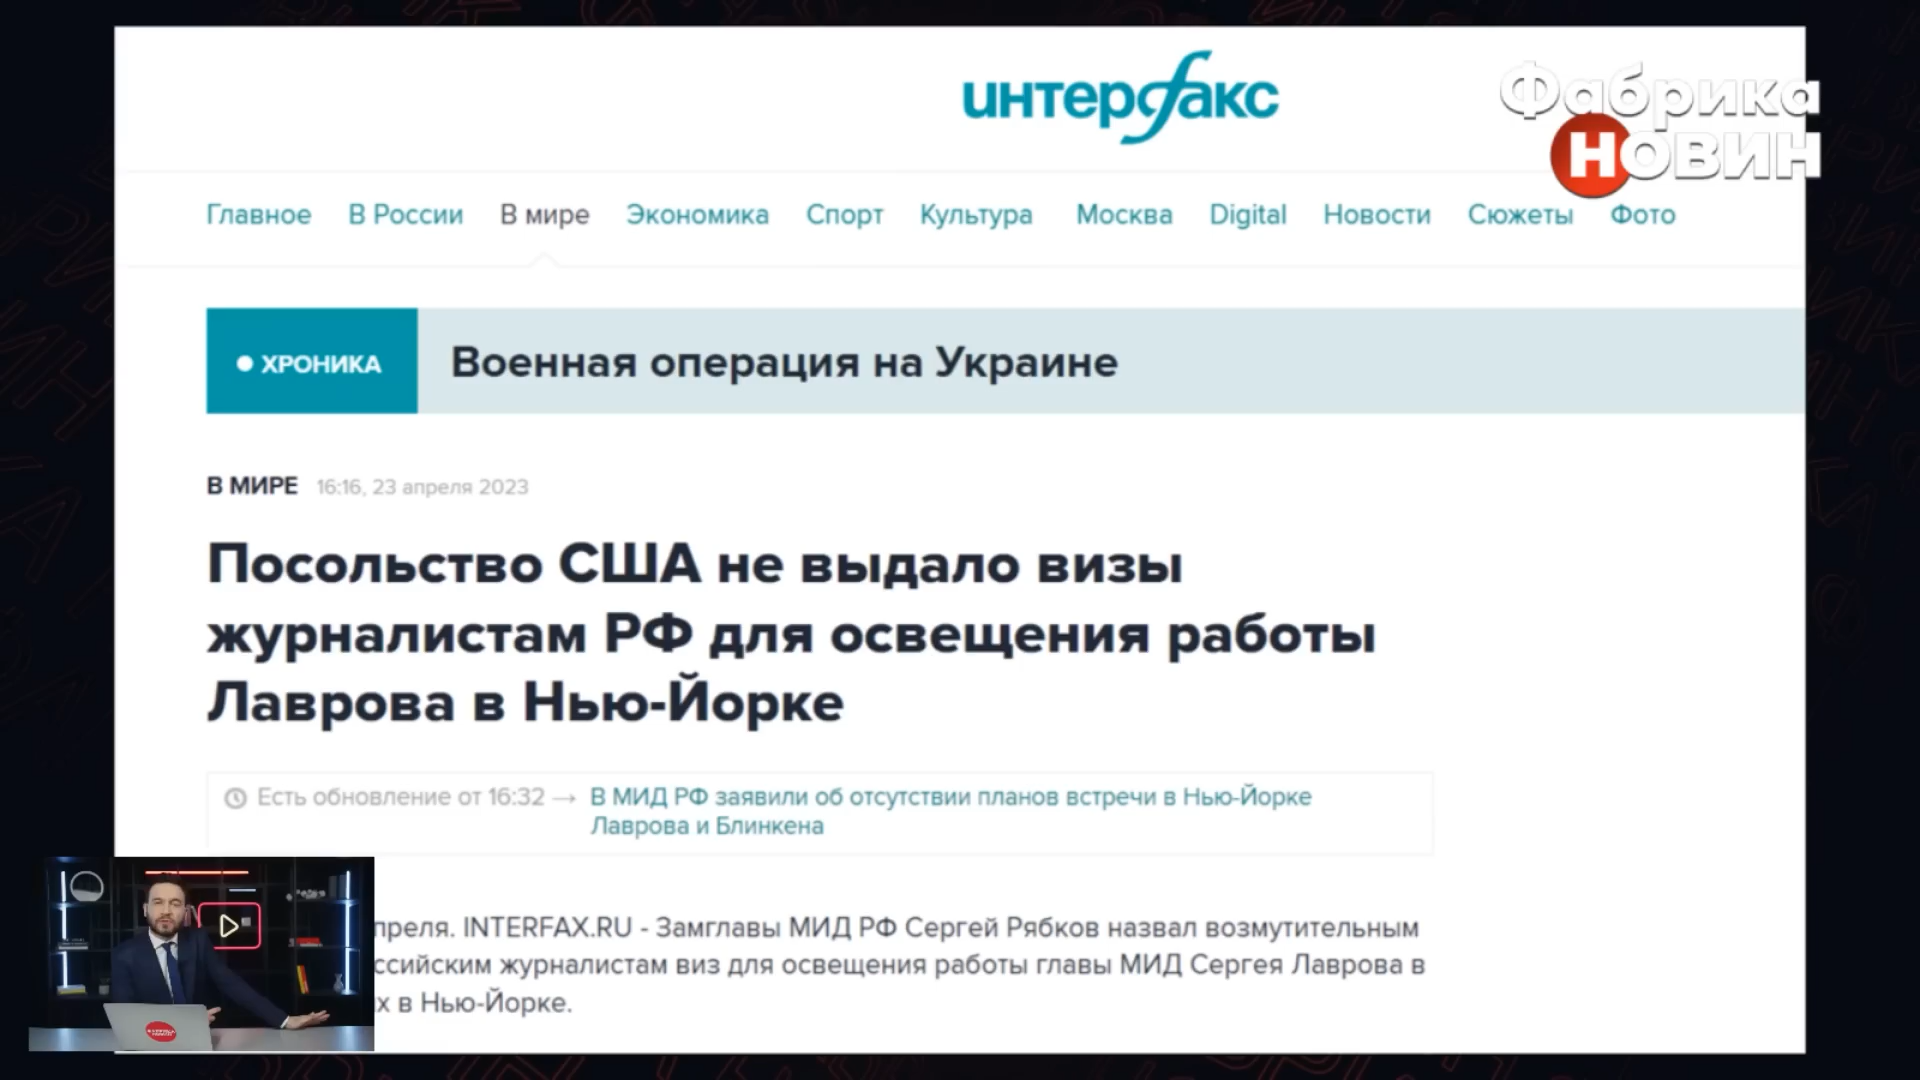 интерфакс
Фабрика
новин
Главное В России В мире Экономика Спорт Культура Москва Digital Новости Сюжеты Фото
ХРОНИКА Военная операция на Украине
В МИРЕ 16:16, 23 апреля 2023
Посольство США не выдало визы
журналистам РФ для освещения работы
Лаврова в Нью-Йорке
Есть обновление от 16:32 → В МИД РФ заявили об отсутствии планов встречи в Нью-Йорке
Лаврова и Блинкена
преля. INTERFAX.RU - Замглавы МИД РФ Сергей Рябков назвал возмутительным
ссийским журналистам виз для освещения работы главы МИД Сергея Лаврова в
х в Нью-Йорке.